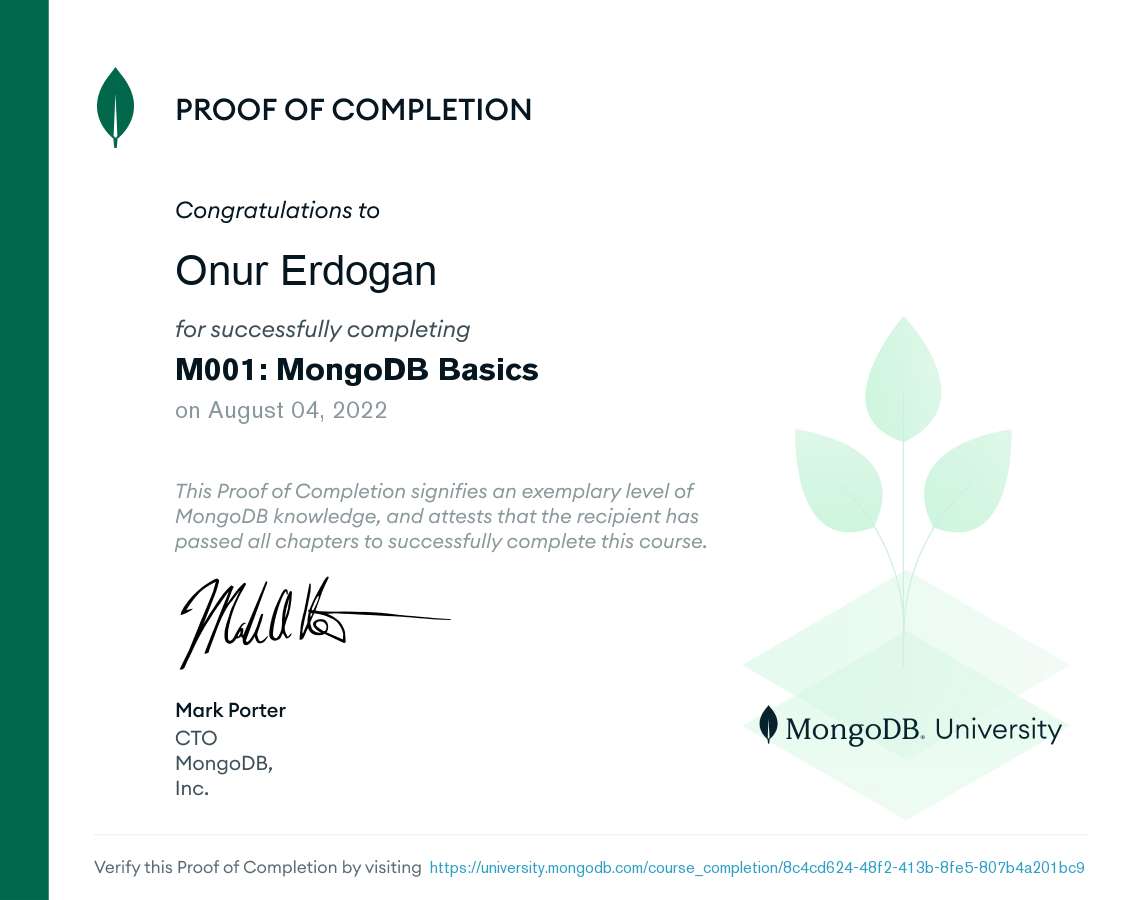 PROOF OF COMPLETION
Congratulations to
Onur Erdogan
for successfully completing
M001: MongoDB Basics
on August 04, 2022
This Proof of Completion signifies an exemplary level of
MongoDB knowledge, and attests that the recipient has
passed all chapters to successfully complete this course.
Mark Porter
CTO
MongoDB,
Inc.
MongoDB. University
Verify this Proof of Completion by visiting https://university.mongodb.com/course_completion/8c4cd624-48f2-413b-8fe5-807b4a201bc9